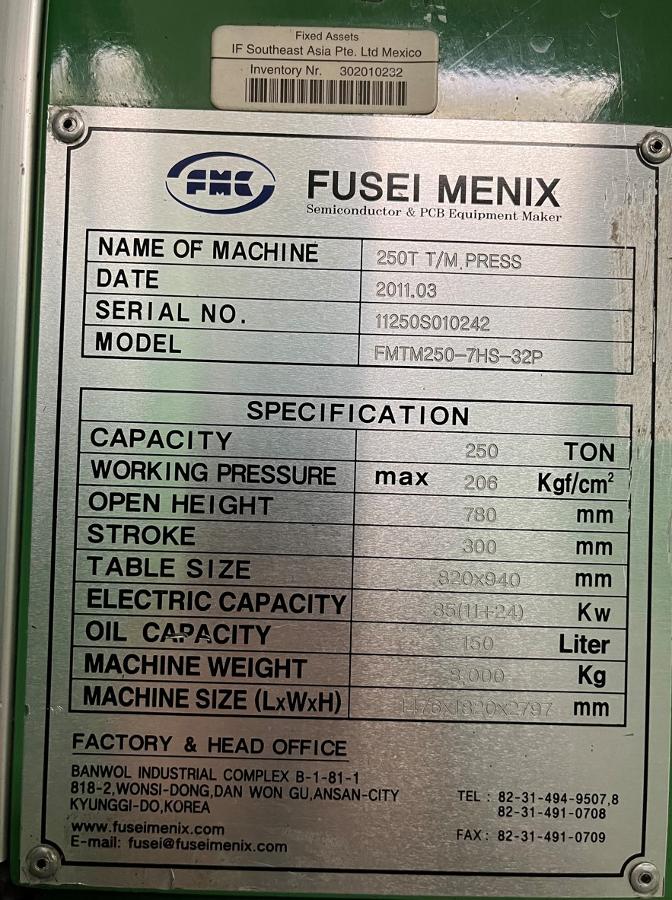 Fixed Assets
IF Southeast Asia Pte. Ltd Mexico
Inventory Nr. 302010232
FMC
FUSEI MENIX
Semiconductor & PCB Equipment Maker
NAME OF MACHINE 250T T/M.PRESS
DATE 2011.03
SERIAL NO. 11250S010242
MODEL FMTM250-7HS-32P
SPECIFICATION
CAPACITY 250 TON
WORKING PRESSURE max 206 Kgf/cm²
OPEN HEIGHT 780 mm
STROKE 300 mm
TABLE SIZE 820x940 mm
ELECTRIC CAPACITY 35(11+24) Kw
OIL CAPACITY 150 Liter
MACHINE WEIGHT 8,000 Kg
MACHINE SIZE (LxWxH) mm
FACTORY & HEAD OFFICE
BANWOL INDUSTRIAL COMPLEX B-1-81-1
818-2,WONSI-DONG,DAN WON GU,ANSAN-CITY
KYUNGGI-DO,KOREA
TEL : 82-31-494-9507,8
82-31-491-0708
www.fuseimenix.com
E-mail: fusei@fuseimenix.com
FAX : 82-31-491-0709